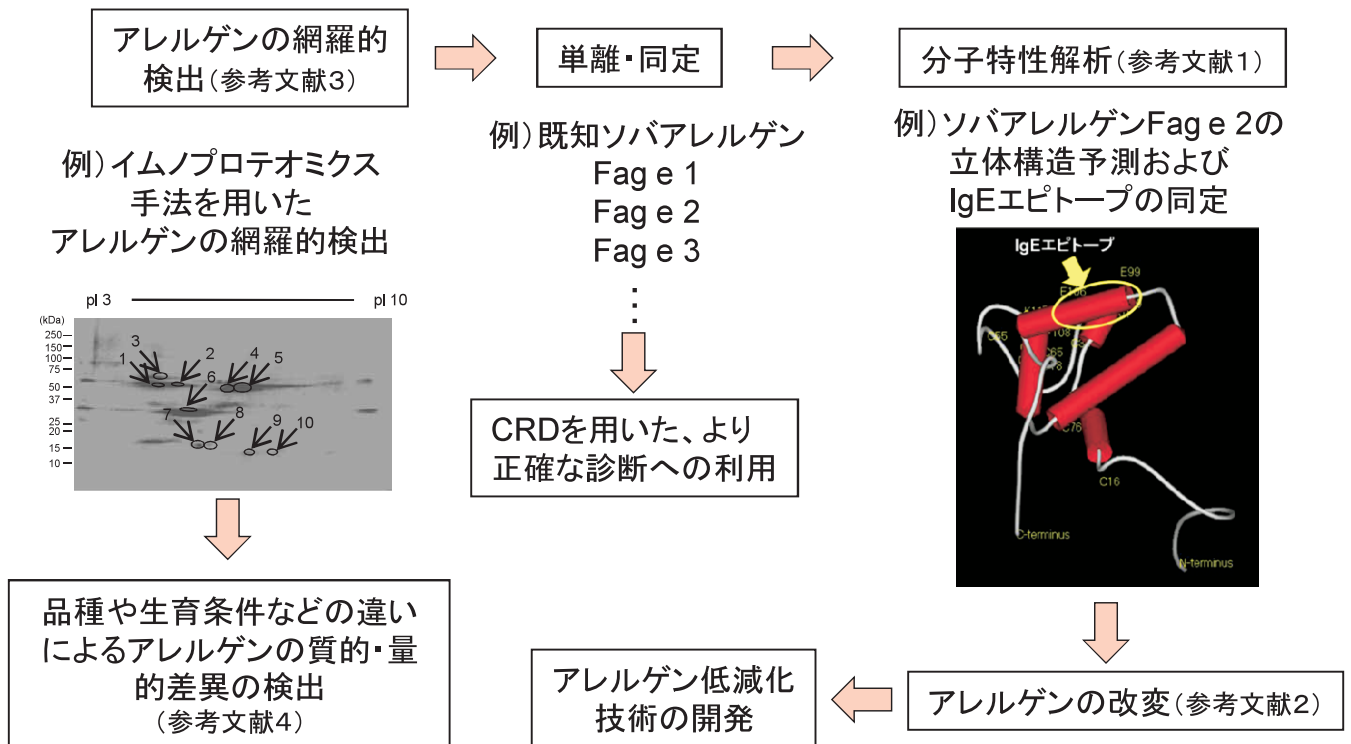 アレルゲンの網羅的
検出(参考文献3)
単離・同定
分子特性解析(参考文献1)
例)イムノプロテオミクス
手法を用いた
アレルゲンの網羅的検出
例)既知ソバアレルゲン
Fag e 1
Fag e 2
Fag e 3
⋮
例)ソバアレルゲンFag e 2の
立体構造予測および
IgEエピトープの同定
pI 3
pI 10
(kDa)
250
150
100
75
50
37
25
20
15
10
1
2
3
4
5
6
7
8
9
10
IgEエピトープ
E99
C16
C76
C-terminus
N-terminus
CRDを用いた、より
正確な診断への利用
品種や生育条件などの違い
によるアレルゲンの質的・量
的差異の検出
(参考文献4)
アレルゲン低減化
技術の開発
アレルゲンの改変(参考文献2)